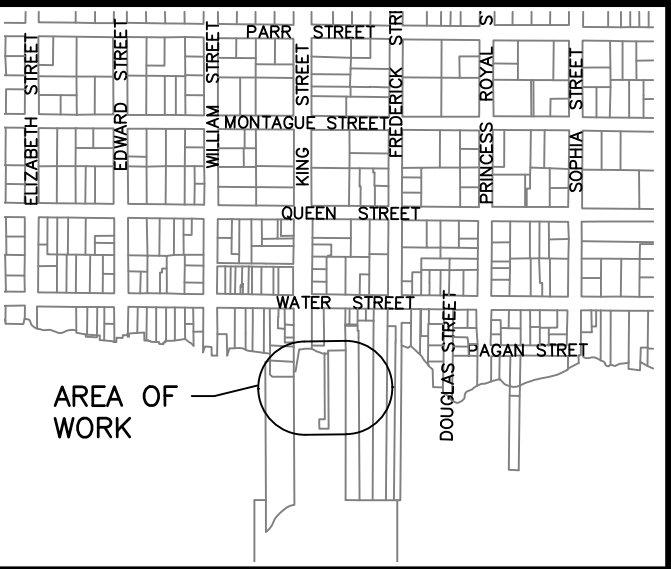 PARR STREET
ELIZABETH STREET
EDWARD STREET
WILLIAM STREET
KING STREET
FREDERICK STRI
PRINCESS ROYAL S
SOPHIA STREET
MONTAGUE STREET
QUEEN STREET
WATER STREET
DOUGLAS STREET
PAGAN STREET
AREA OF
WORK